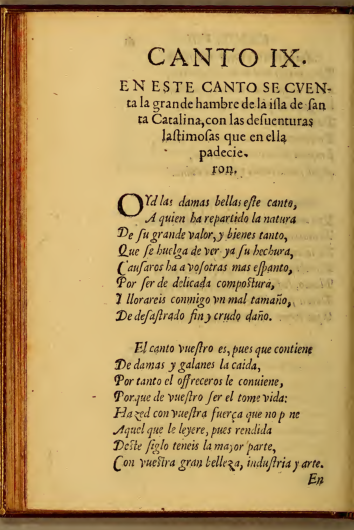 CANTO IX.
EN ESTE CANTO SE CVEN-
ta la grande hambre de la iſla de ſan
ta Catalina, con las deſuenturas
laſtimoſas que en ella
padecie-
ron.
OYd las damas bellas eſte canto,
A quien ha repartido la natura
De ſu grande valor, y bienes tanto,
Que ſe huelga de ver ya ſu hechura,
Cauſaros ha a voſotras mas eſpanto,
Por ſer de delicada compoſtura,
I llorareis conmigo vn mal tamaño,
De deſaſtrado fin y crudo daño.
El canto vueſtro es, pues que contiene
De damas y galanes la caida,
Por tanto el offreceros le conuiene,
Porque de vueſtro ſer el tome vida:
Hazed con vueſtra fuerça que no p ne
Aquel que le leyere, pues rendida
Deſte ſiglo teneis la mayor parte,
Con vueſtra gran belleza, induſtria y arte.
En